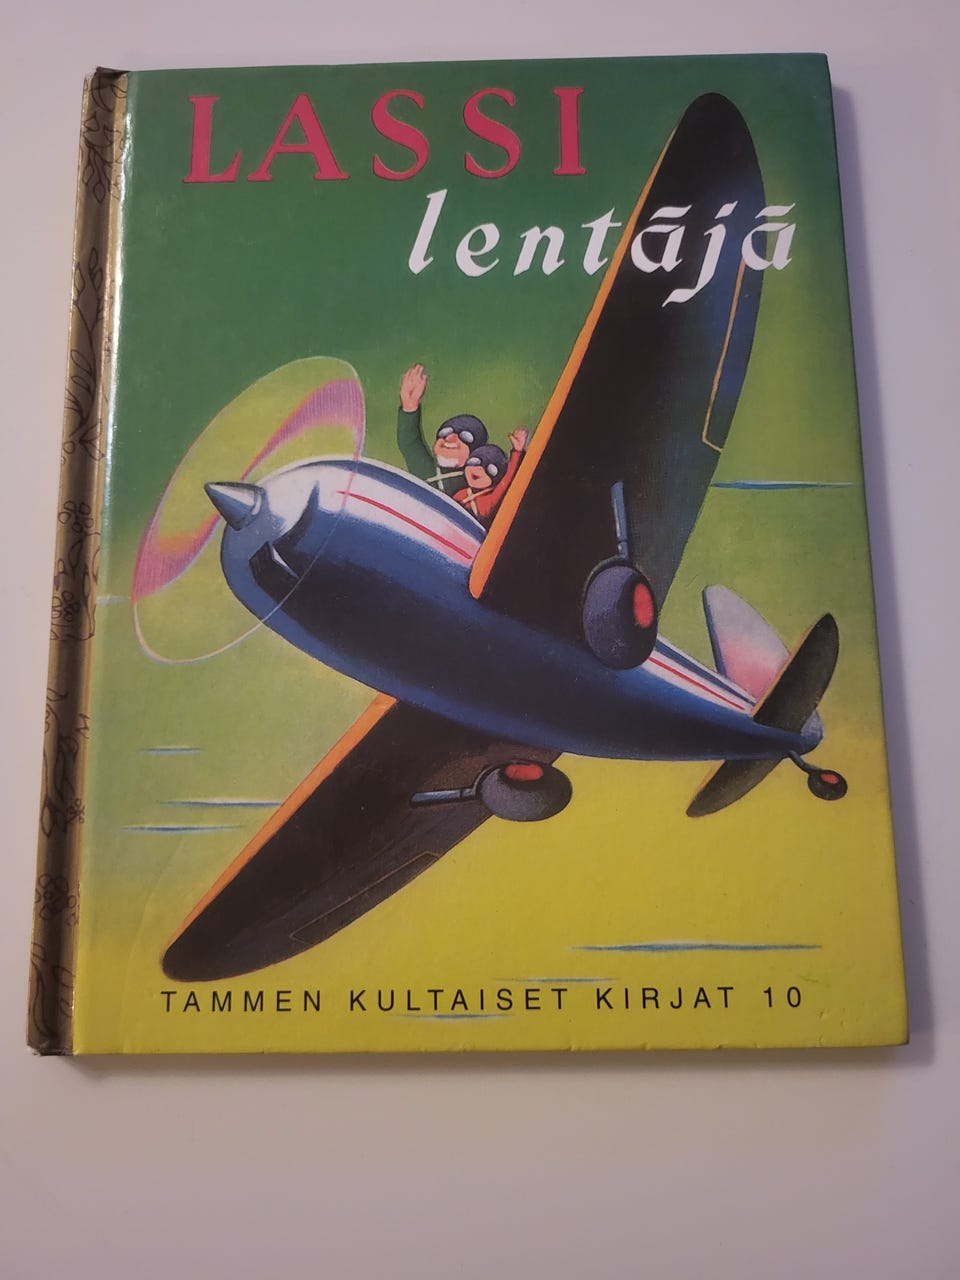 LASSI
lentäjä
TAMMEN KULTAISET KIRJAT 10